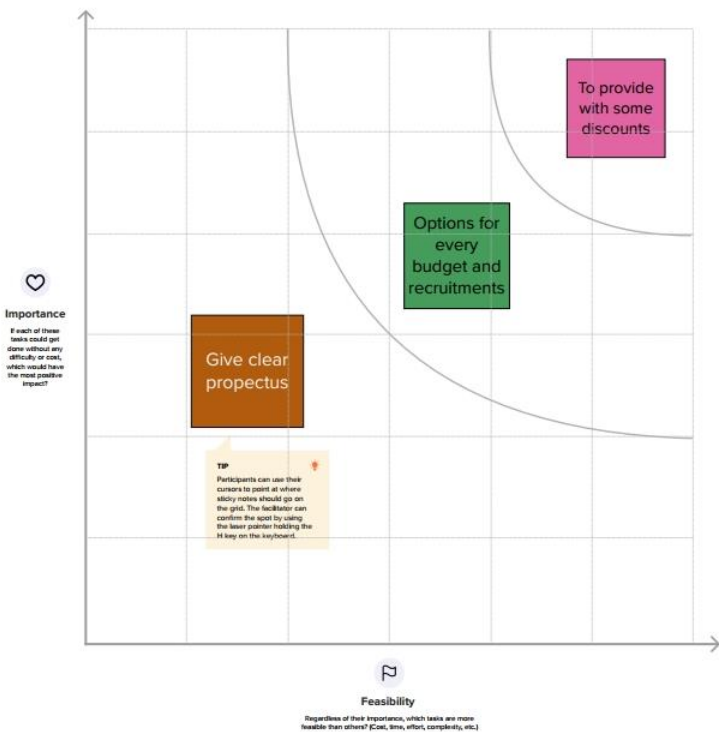 To provide
with some
discounts
Options for
every
budget and
recruitments
Importance
If each of these
tasks could get
done without any
difficulty or cost,
which would have
the most positive
impact?
Give clear
propectus
TIP
Participants can use their
cursors to point at where
sticky notes should go on
the grid. The facilitator can
confirm the spot by using
the laser pointer holding the
H key on the keyboard.
Feasibility
Regardless of their importance, which tasks are more
feasible than others? (Cost, time, effort, complexity, etc.)